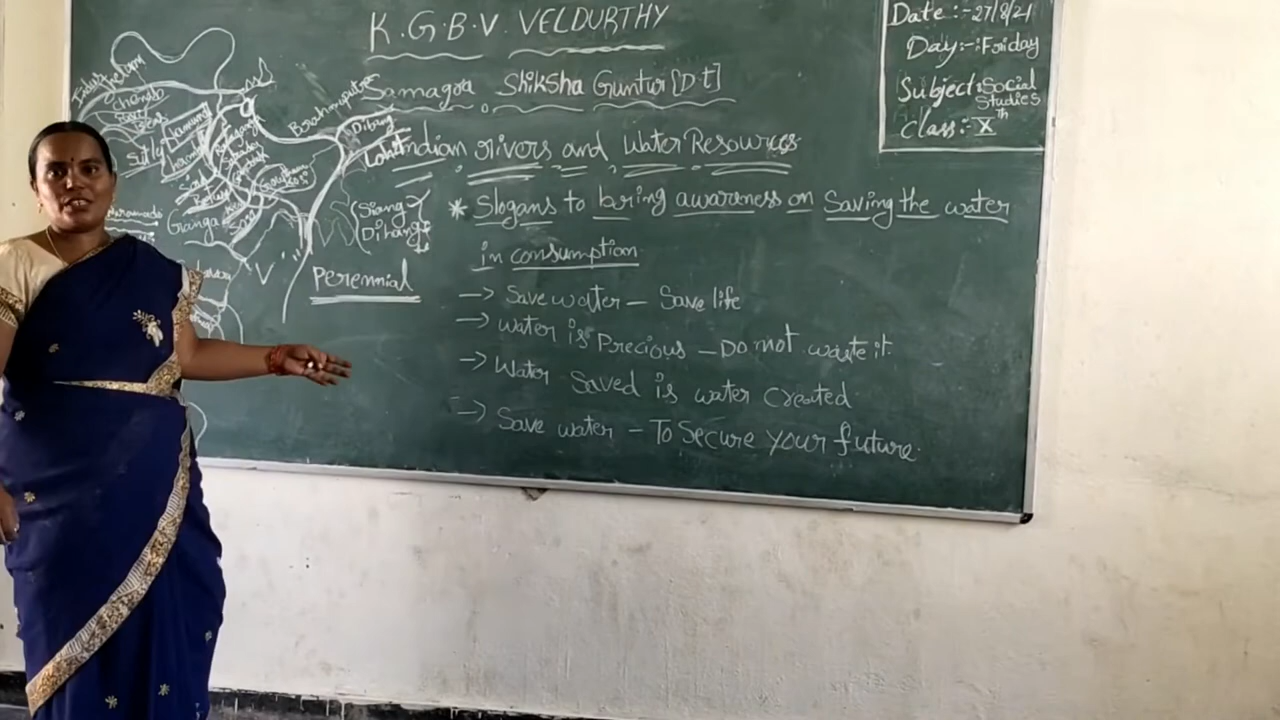 K.G.B.V. VELDURTHY
Samagra Shiksha Guntur [D.t]
Indian rivers and Water Resources
* Slogans to bring awareness on Saving the water
in consumption
→ Save water - Save life
→ Water is Precious - Do not waste it.
→ Water Saved is water created
→ Save water - To Secure your future.
Date :- 27/8/21
Day:- Friday
Subject: Social
Studies
Class:- Xth
Indus
Chenab
Sutlej
Brahmaputra
Dibang
Lohit
(Siang)
Dihang
Ganga
Perennial